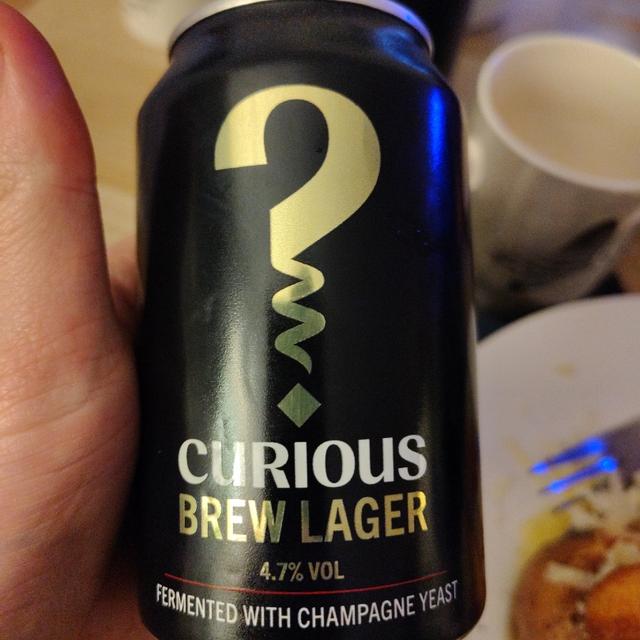 ?
CURIOUS
BREW LAGER
4.7% VOL
FERMENTED WITH CHAMPAGNE YEAST